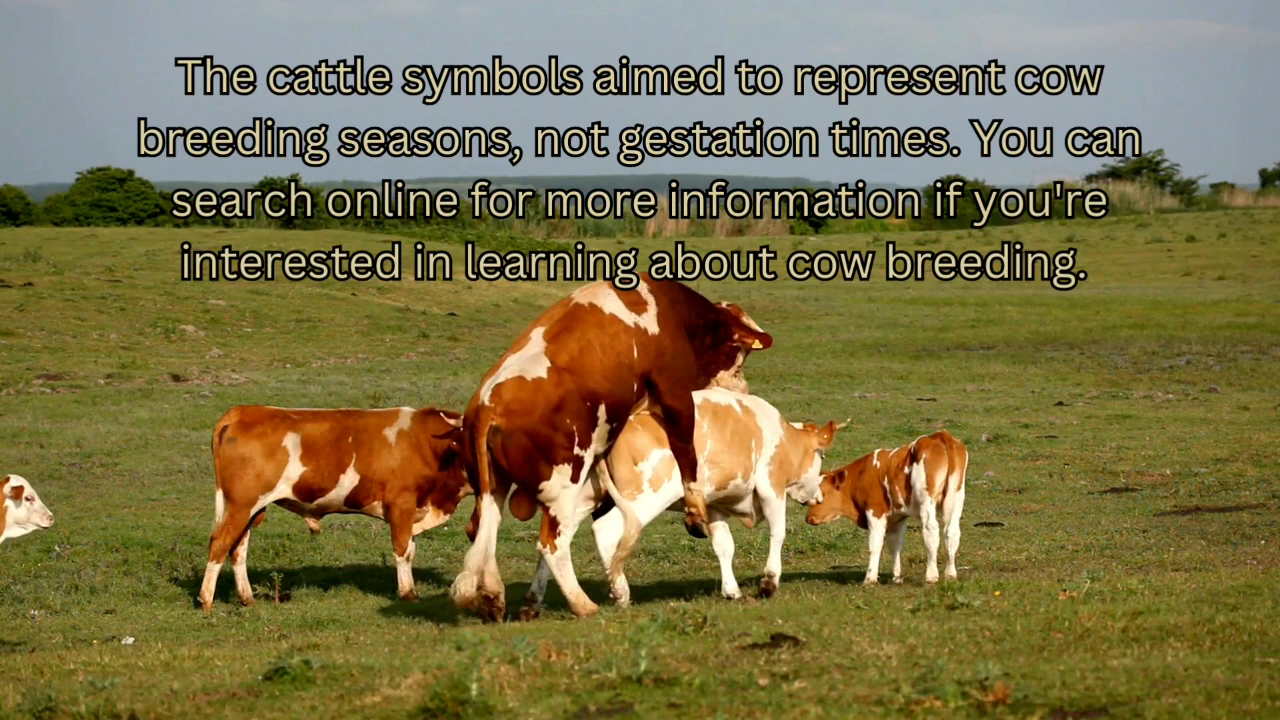 The cattle symbols aimed to represent cow
breeding seasons, not gestation times. You can
search online for more information if you're
interested in learning about cow breeding.